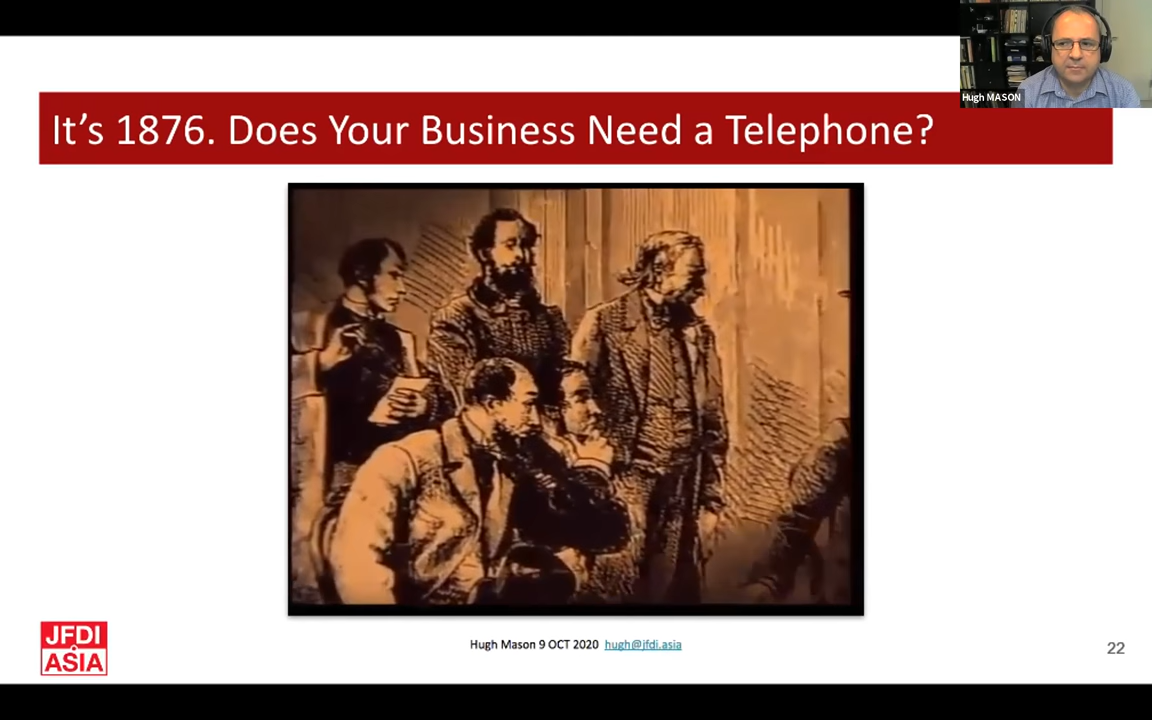 Hugh MASON
It's 1876. Does Your Business Need a Telephone?
JFDI
ASIA
Hugh Mason 9 OCT 2020 hugh@jfdi.asia
22